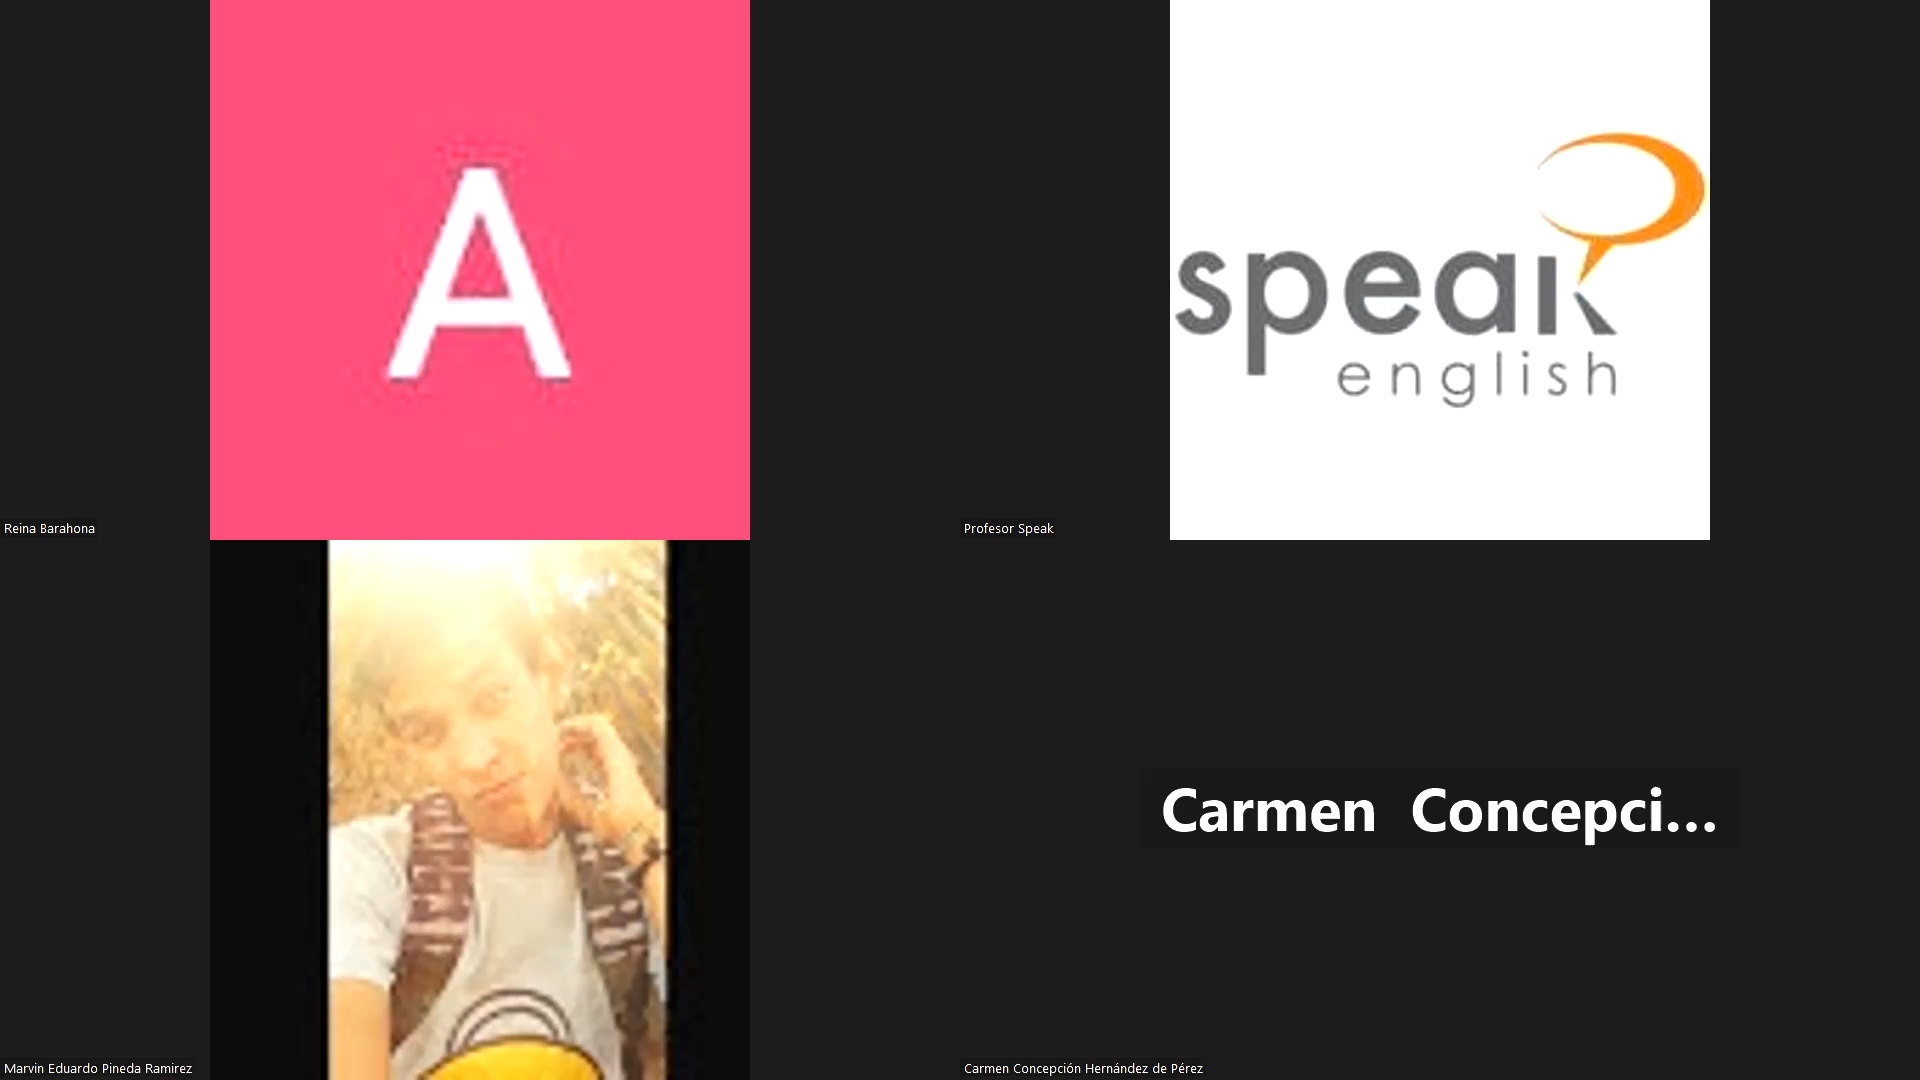 A
speak
english
Reina Barahona
Profesor Speak
Carmen Concepci...
Marvin Eduardo Pineda Ramirez
Carmen Concepción Hernández de Pérez